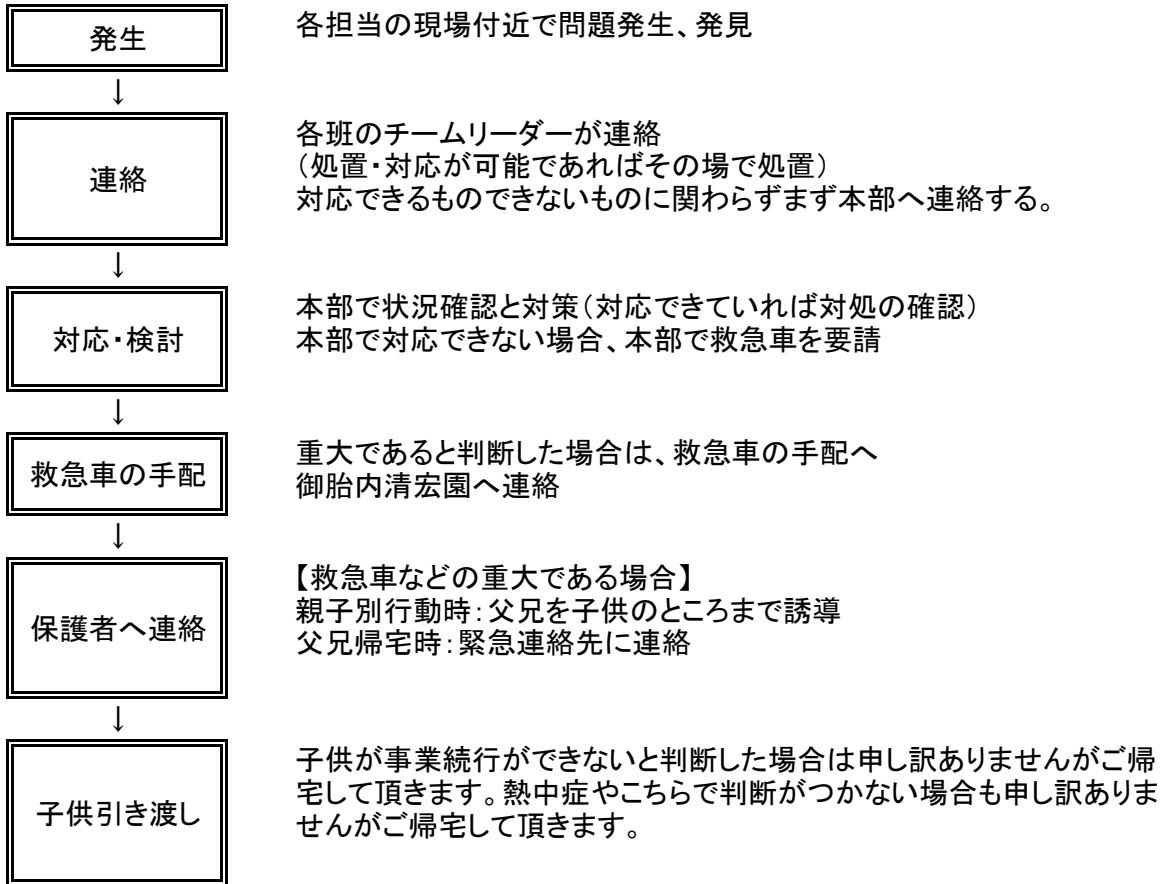 発生
各担当の現場付近で問題発生、発見
↓
連絡
各班のチームリーダーが連絡
（処置・対応が可能であればその場で処置）
対応できるものできないものに関わらずまず本部へ連絡する。
↓
対応・検討
本部で状況確認と対策（対応できていれば対処の確認）
本部で対応できない場合、本部で救急車を要請
↓
救急車の手配
重大であると判断した場合は、救急車の手配へ
御胎内清宏園へ連絡
↓
保護者へ連絡
【救急車などの重大である場合】
親子別行動時：父兄を子供のところまで誘導
父兄帰宅時：緊急連絡先に連絡
↓
子供引き渡し
子供が事業続行ができないと判断した場合は申し訳ありませんがご帰
宅して頂きます。熱中症やこちらで判断がつかない場合も申し訳ありま
せんがご帰宅して頂きます。